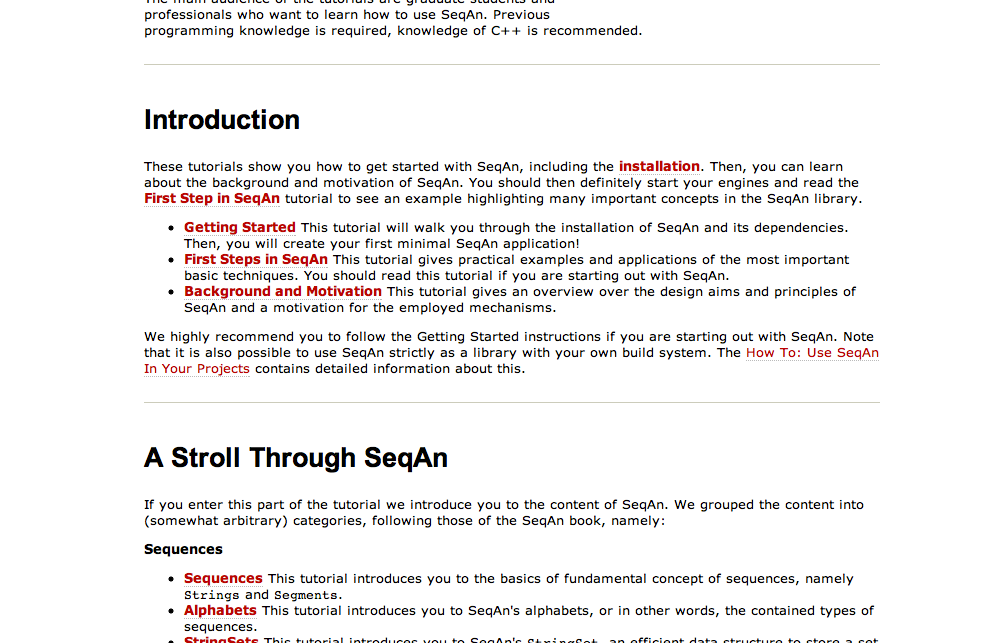 The main audience of the tutorials are graduate students and
professionals who want to learn how to use SeqAn. Previous
programming knowledge is required, knowledge of C++ is recommended.
Introduction
These tutorials show you how to get started with SeqAn, including the installation. Then, you can learn
about the background and motivation of SeqAn. You should then definitely start your engines and read the
First Step in SeqAn tutorial to see an example highlighting many important concepts in the SeqAn library.
• Getting Started This tutorial will walk you through the installation of SeqAn and its dependencies.
Then, you will create your first minimal SeqAn application!
• First Steps in SeqAn This tutorial gives practical examples and applications of the most important
basic techniques. You should read this tutorial if you are starting out with SeqAn.
• Background and Motivation This tutorial gives an overview over the design aims and principles of
SeqAn and a motivation for the employed mechanisms.
We highly recommend you to follow the Getting Started instructions if you are starting out with SeqAn. Note
that it is also possible to use SeqAn strictly as a library with your own build system. The How To: Use SeqAn
In Your Projects contains detailed information about this.
A Stroll Through SeqAn
If you enter this part of the tutorial we introduce you to the content of SeqAn. We grouped the content into
(somewhat arbitrary) categories, following those of the SeqAn book, namely:
Sequences
• Sequences This tutorial introduces you to the basics of fundamental concept of sequences, namely
Strings and Segments.
• Alphabets This tutorial introduces you to SeqAn's alphabets, or in other words, the contained types of
sequences.
• StringSets This tutorial introduces you to SeqAn's StringSet, an efficient data structure to store a set